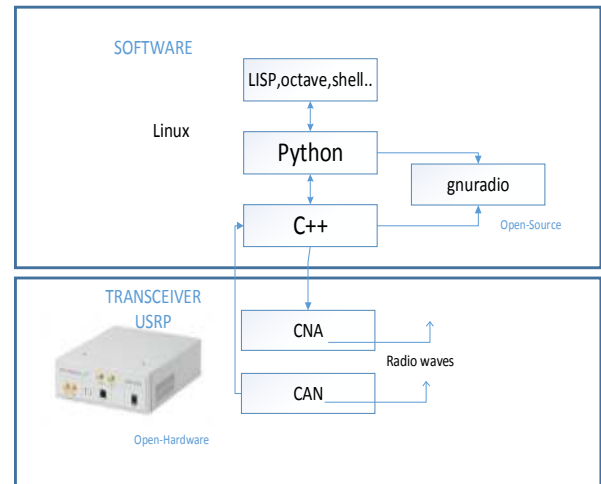 SOFTWARE
LISP,octave,shell..
Linux
Python
gnuradio
C++
Open-Source
TRANSCEIVER
USRP
CNA
Radio waves
CAN
Open-Hardware